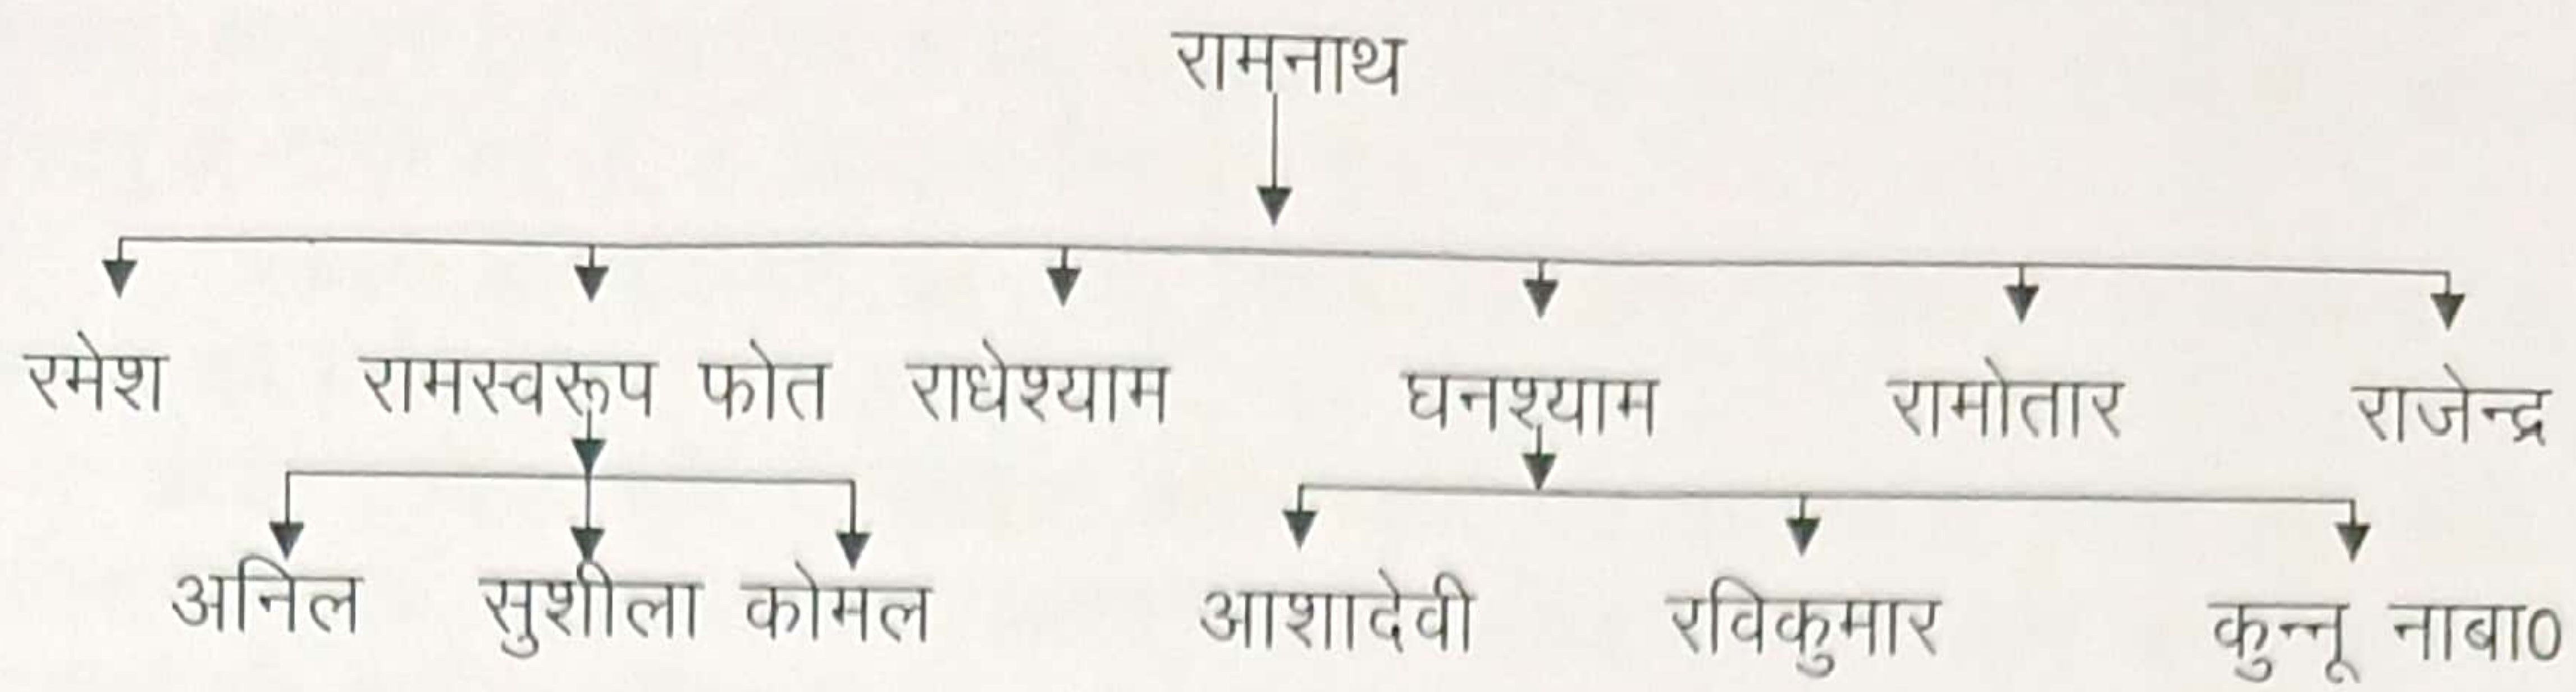 रामनाथ
रमेश रामस्वरूप फोत राधेश्याम घनश्याम रामोतार राजेन्द्र
अनिल सुशीला कोमल आशादेवी रविकुमार कुन्नू नाबा0